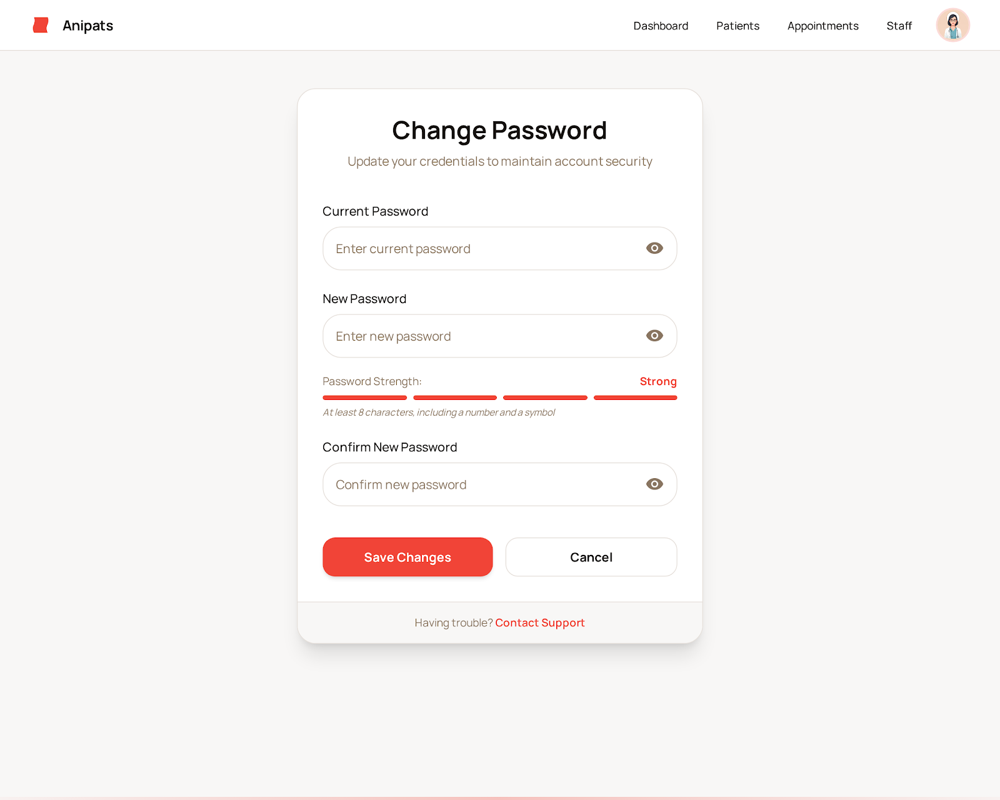 Anipats
Dashboard
Patients
Appointments
Staff
Change Password
Update your credentials to maintain account security
Current Password
Enter current password
New Password
Enter new password
Password Strength:
Strong
At least 8 characters, including a number and a symbol
Confirm New Password
Confirm new password
Save Changes
Cancel
Having trouble? Contact Support